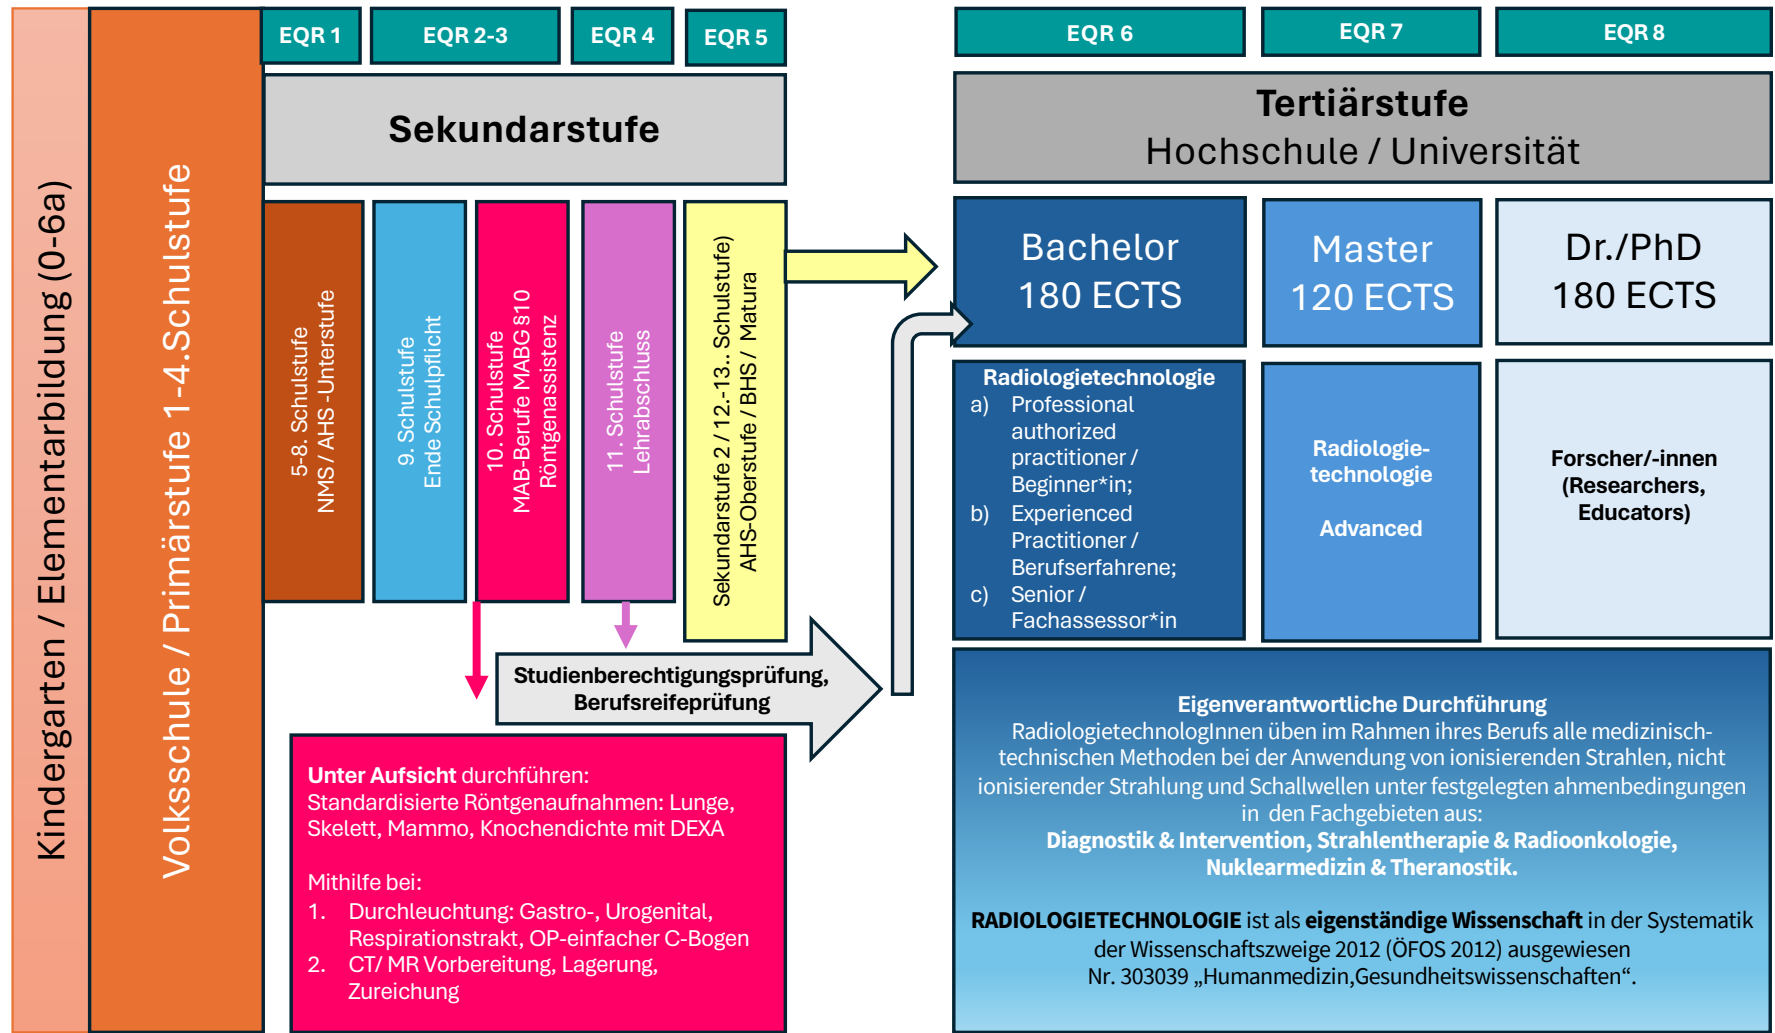 Kindergarten / Elementarbildung (0-6a)
Volksschule / Primärstufe 1-4.Schulstufe
EQR 1
EQR 2-3
EQR 4
EQR 5
Sekundarstufe
5-8. Schulstufe
NMS / AHS -Unterstufe
9. Schulstufe
Ende Schulpflicht
10. Schulstufe
MAB-Berufe MABG §10
Röntgenassistenz
11. Schulstufe
Lehrabschluss
Sekundarstufe 2 / 12.-13.. Schulstufe)
AHS-Oberstufe / BHS / Matura
Studienberechtigungsprüfung,
Berufsreifeprüfung
Unter Aufsicht durchführen:
Standardisierte Röntgenaufnahmen: Lunge,
Skelett, Mammo, Knochendichte mit DEXA
Mithilfe bei:
1. Durchleuchtung: Gastro-, Urogenital,
Respirationstrakt, OP-einfacher C-Bogen
2. CT/ MR Vorbereitung, Lagerung,
Zureichung
EQR 6
EQR 7
EQR 8
Tertiärstufe
Hochschule / Universität
Bachelor
180 ECTS
Master
120 ECTS
Dr./PhD
180 ECTS
Radiologietechnologie
a) Professional
authorized
practitioner /
Beginner*in;
b) Experienced
Practitioner /
Berufserfahrene;
c) Senior /
Fachassessor*in
Radiologie-
technologie
Advanced
Forscher/-innen
(Researchers,
Educators)
Eigenverantwortliche Durchführung
RadiologietechnologInnen üben im Rahmen ihres Berufs alle medizinisch-
technischen Methoden bei der Anwendung von ionisierenden Strahlen, nicht
ionisierender Strahlung und Schallwellen unter festgelegten ahmenbedingungen
in den Fachgebieten aus:
Diagnostik & Intervention, Strahlentherapie & Radioonkologie,
Nuklearmedizin & Theranostik.
RADIOLOGIETECHNOLOGIE ist als eigenständige Wissenschaft in der Systematik
der Wissenschaftszweige 2012 (ÖFOS 2012) ausgewiesen
Nr. 303039 „Humanmedizin,Gesundheitswissenschaften“.